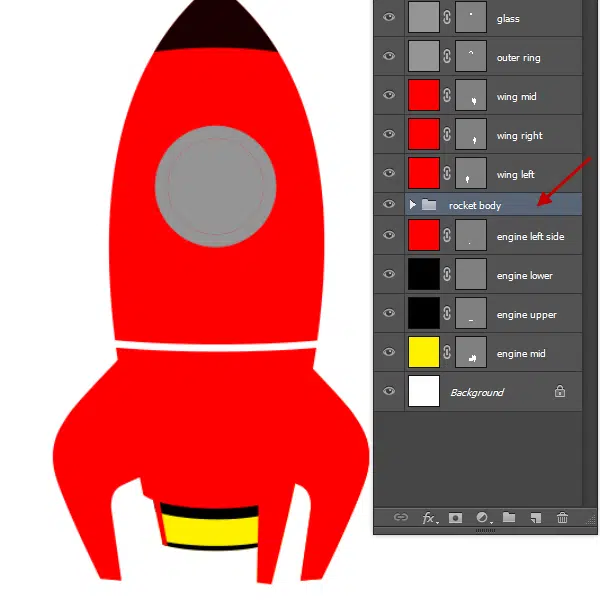 glass
outer ring
wing mid
wing right
wing left
rocket body
engine left side
engine lower
engine upper
engine mid
Background
fx